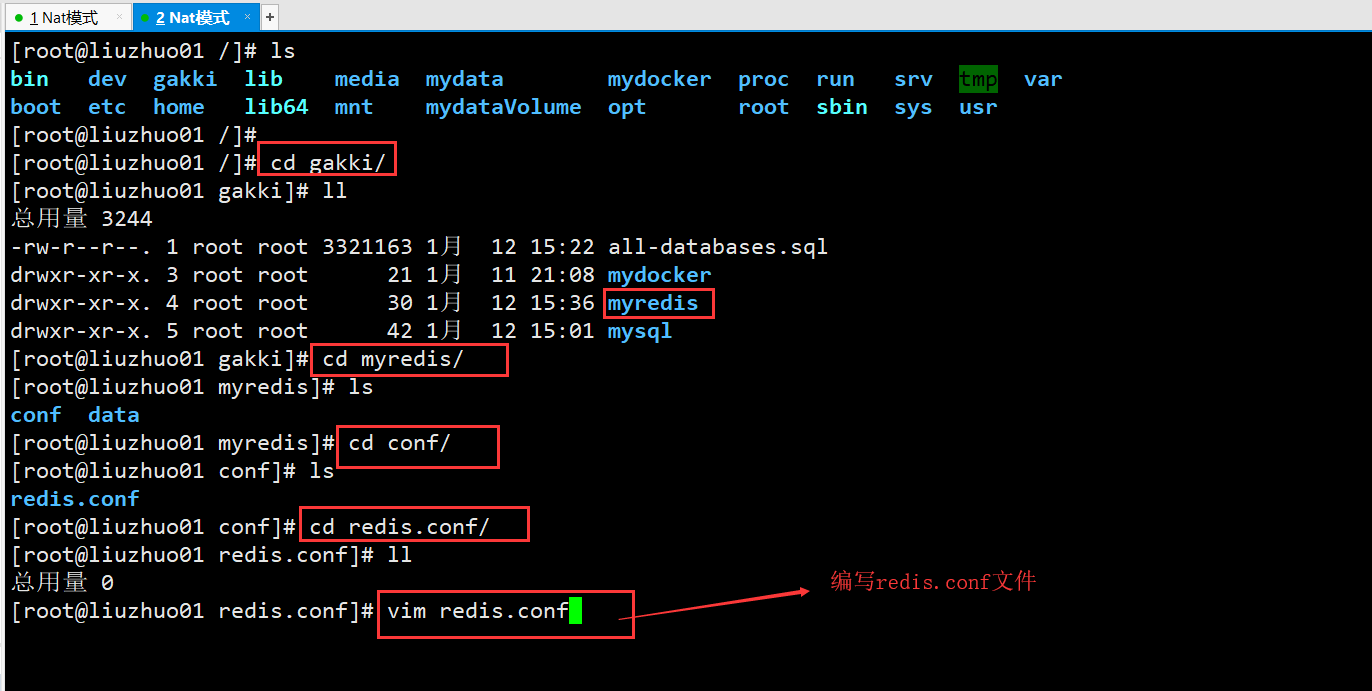 1 Nat模式 × 2 Nat模式 × +
[root@liuzhuo01 /]# ls
bin dev gakki lib media mydata mydocker proc run srv tmp var
boot etc home lib64 mnt mydataVolume opt root sbin sys usr
[root@liuzhuo01 /]#
[root@liuzhuo01 /]# cd gakki/
[root@liuzhuo01 gakki]# ll
总用量 3244
-rw-r--r--. 1 root root 3321163 1月 12 15:22 all-databases.sql
drwxr-xr-x. 3 root root 21 1月 11 21:08 mydocker
drwxr-xr-x. 4 root root 30 1月 12 15:36 myredis
drwxr-xr-x. 5 root root 42 1月 12 15:01 mysql
[root@liuzhuo01 gakki]# cd myredis/
[root@liuzhuo01 myredis]# ls
conf data
[root@liuzhuo01 myredis]# cd conf/
[root@liuzhuo01 conf]# ls
redis.conf
[root@liuzhuo01 conf]# cd redis.conf/
[root@liuzhuo01 redis.conf]# ll
总用量 0
编写redis.conf文件
[root@liuzhuo01 redis.conf]# vim redis.conf